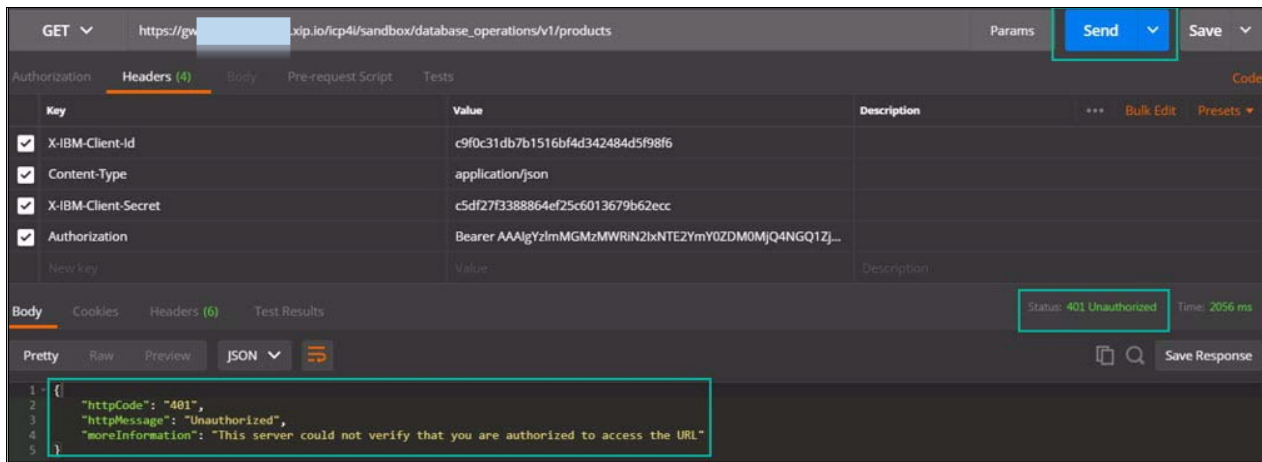 GET https://gw .xip.io/icp4i/sandbox/database_operations/v1/products Params Send Save
Authorization Headers (4) Body Pre-request Script Tests Code
Key Value Description ••• Bulk Edit Presets
X-IBM-Client-Id c9f0c31db7b1516bf4d342484d5f98f6
Content-Type application/json
X-IBM-Client-Secret c5df27f3388864ef25c6013679b62ecc
Authorization Bearer AAAIgYzlmMGMzMWRiN2IxNTE2YmY0ZDM0MjQ4NGQ1Zj...
New key Value Description
Body Cookies Headers (6) Test Results Status: 401 Unauthorized Time: 2056 ms
Pretty Raw Preview JSON Save Response
1 {
2 "httpCode": "401",
3 "httpMessage": "Unauthorized",
4 "moreInformation": "This server could not verify that you are authorized to access the URL"
5 }